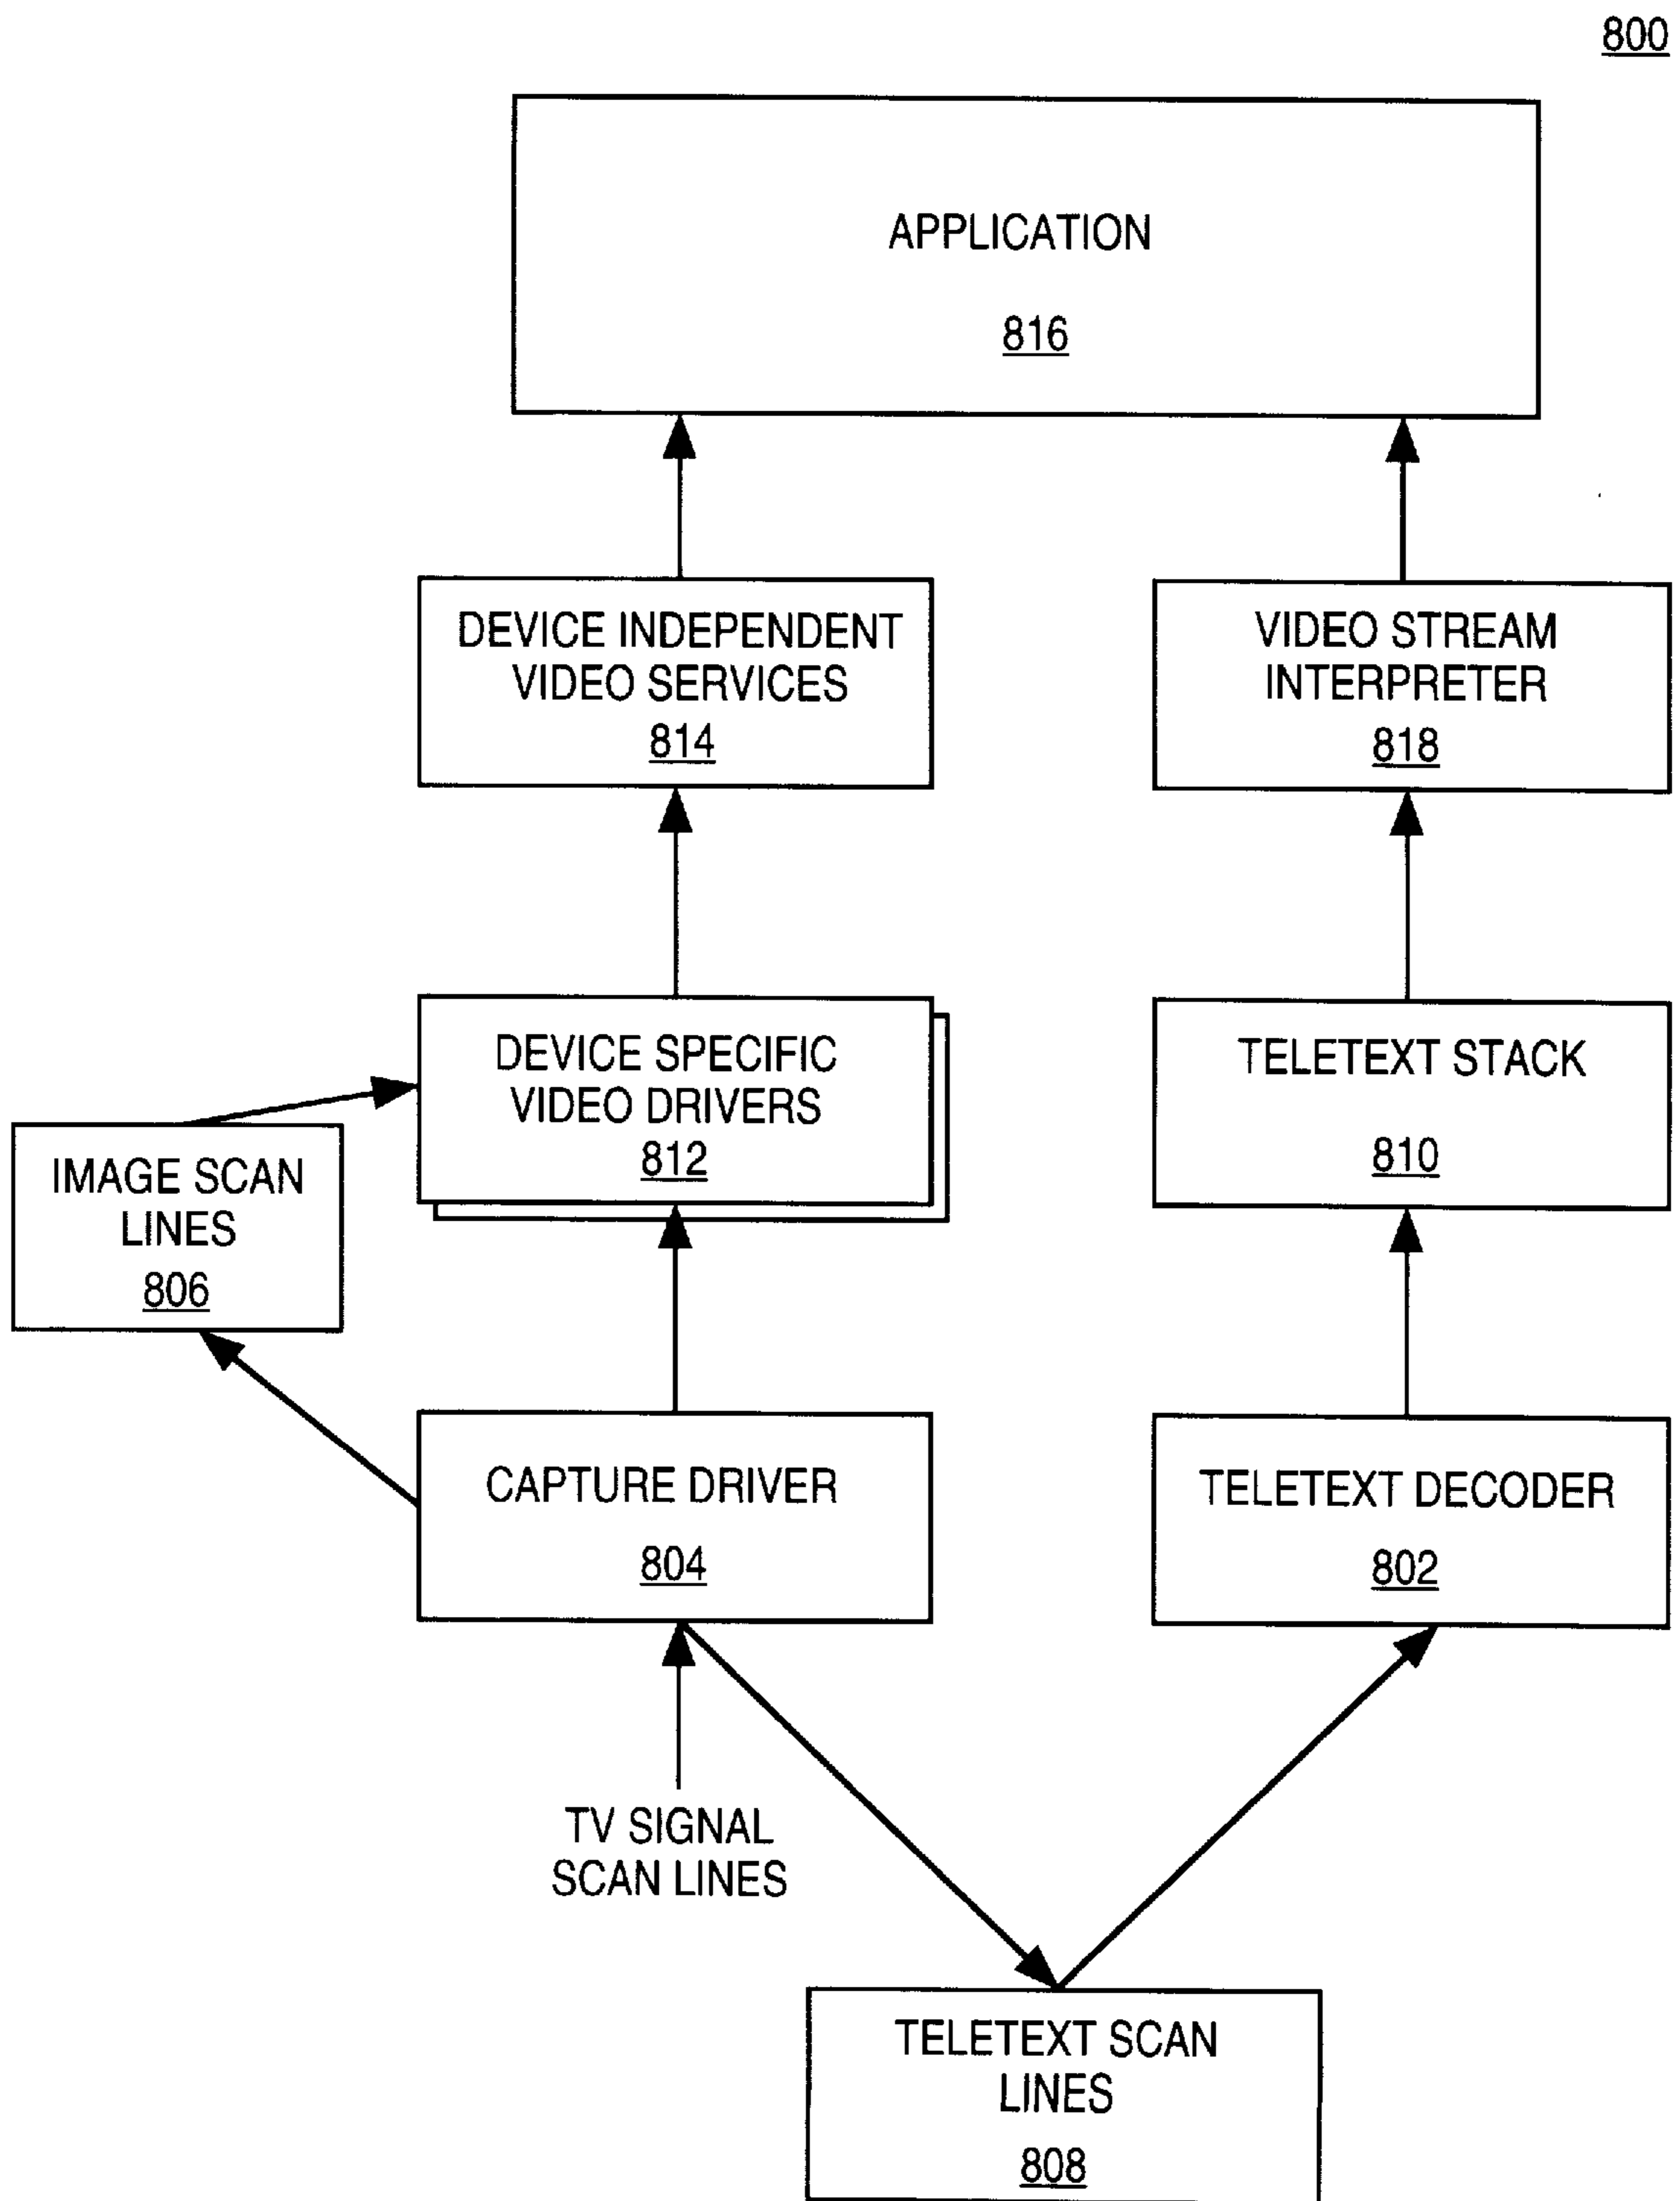 800
APPLICATION
816
DEVICE INDEPENDENT
VIDEO SERVICES
814
VIDEO STREAM
INTERPRETER
818
DEVICE SPECIFIC
VIDEO DRIVERS
812
TELETEXT STACK
810
IMAGE SCAN
LINES
806
CAPTURE DRIVER
804
TELETEXT DECODER
802
TV SIGNAL
SCAN LINES
TELETEXT SCAN
LINES
808